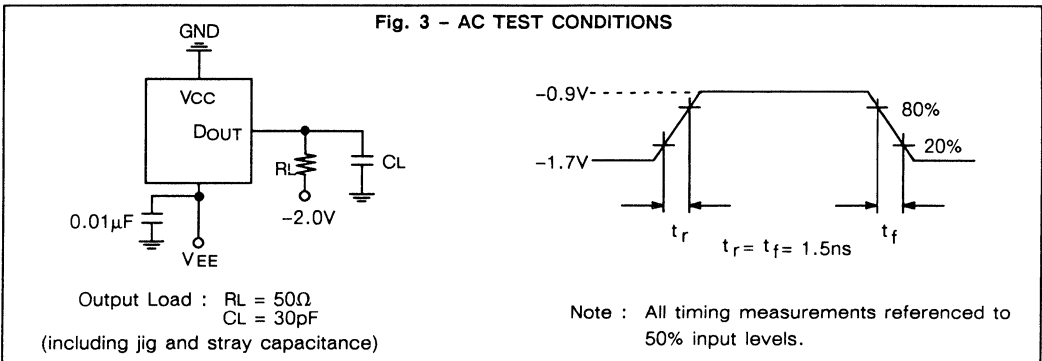 Fig. 3 – AC TEST CONDITIONS
GND
VCC
DOUT
RL
CL
–2.0V
0.01µF
VEE
Output Load : RL = 50Ω
CL = 30pF
(including jig and stray capacitance)
–0.9V
80%
20%
–1.7V
tr
tf
tr = tf = 1.5ns
Note : All timing measurements referenced to
50% input levels.